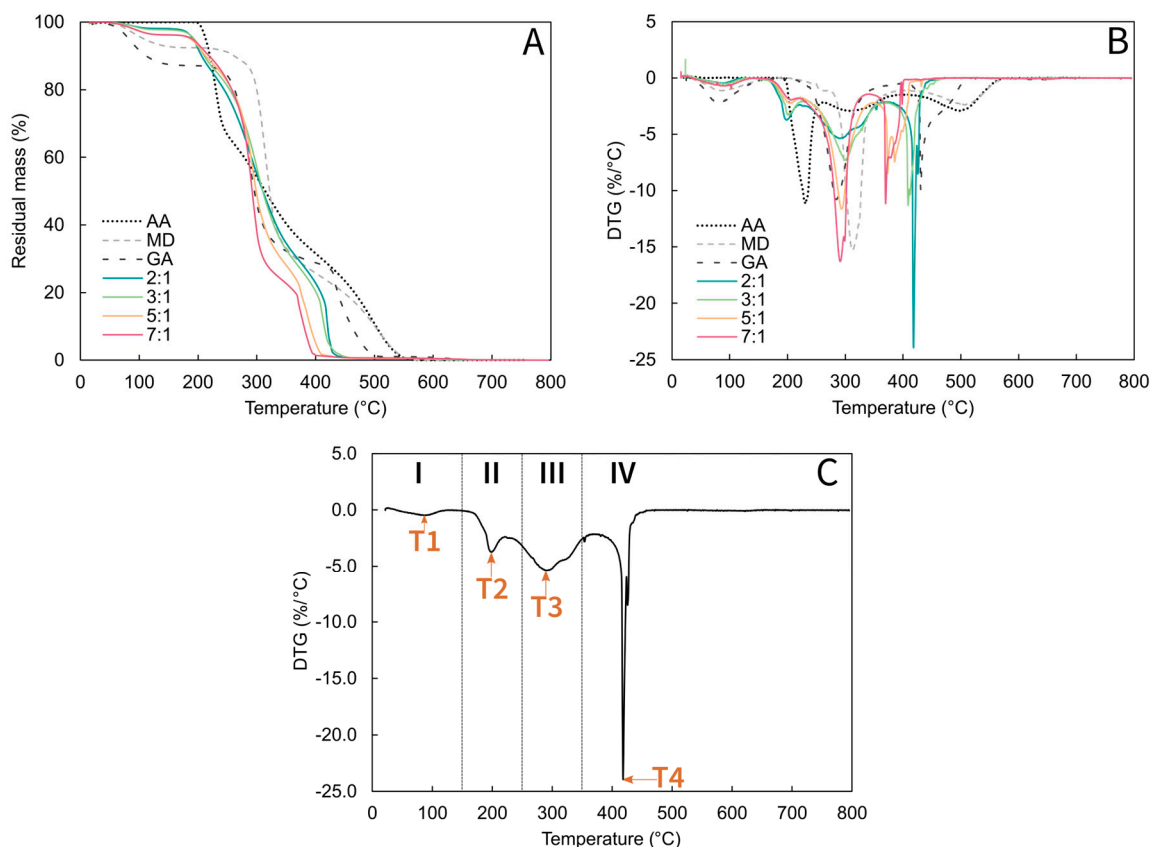 A
Residual mass (%)
100
80
60
40
20
0
AA
MD
GA
2:1
3:1
5:1
7:1
0 100 200 300 400 500 600 700 800
Temperature (°C)
B
DTG (%/°C)
5
0
-5
-10
-15
-20
-25
AA
MD
GA
2:1
3:1
5:1
7:1
0 100 200 300 400 500 600 700 800
Temperature (°C)
I II III IV C
DTG (%/°C)
5.0
0.0
-5.0
-10.0
-15.0
-20.0
-25.0
T1
T2
T3
T4
0 100 200 300 400 500 600 700 800
Temperature (°C)